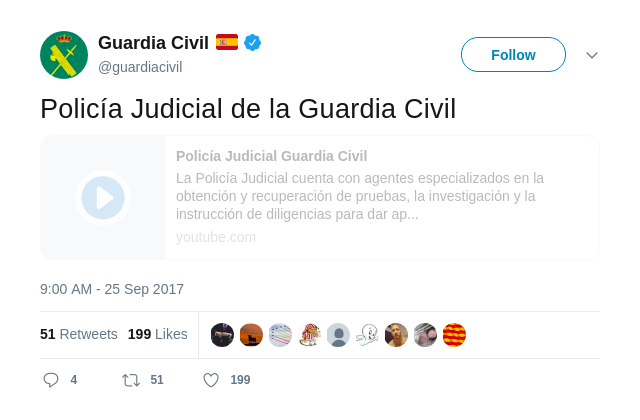 Guardia Civil
@guardiacivil
Follow
Policía Judicial de la Guardia Civil
Policía Judicial Guardia Civil
La Policía Judicial cuenta con agentes especializados en la
obtención y recuperación de pruebas, la investigación y la
instrucción de diligencias para dar ap...
youtube.com
9:00 AM - 25 Sep 2017
51 Retweets 199 Likes
4 51 199